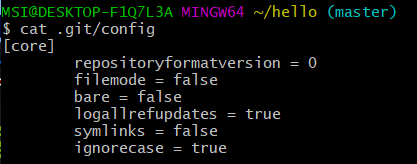 MSI@DESKTOP-F1Q7L3A MINGW64 ~/hello (master)
$ cat .git/config
[core]
        repositoryformatversion = 0
        filemode = false
        bare = false
        logallrefupdates = true
        symlinks = false
        ignorecase = true